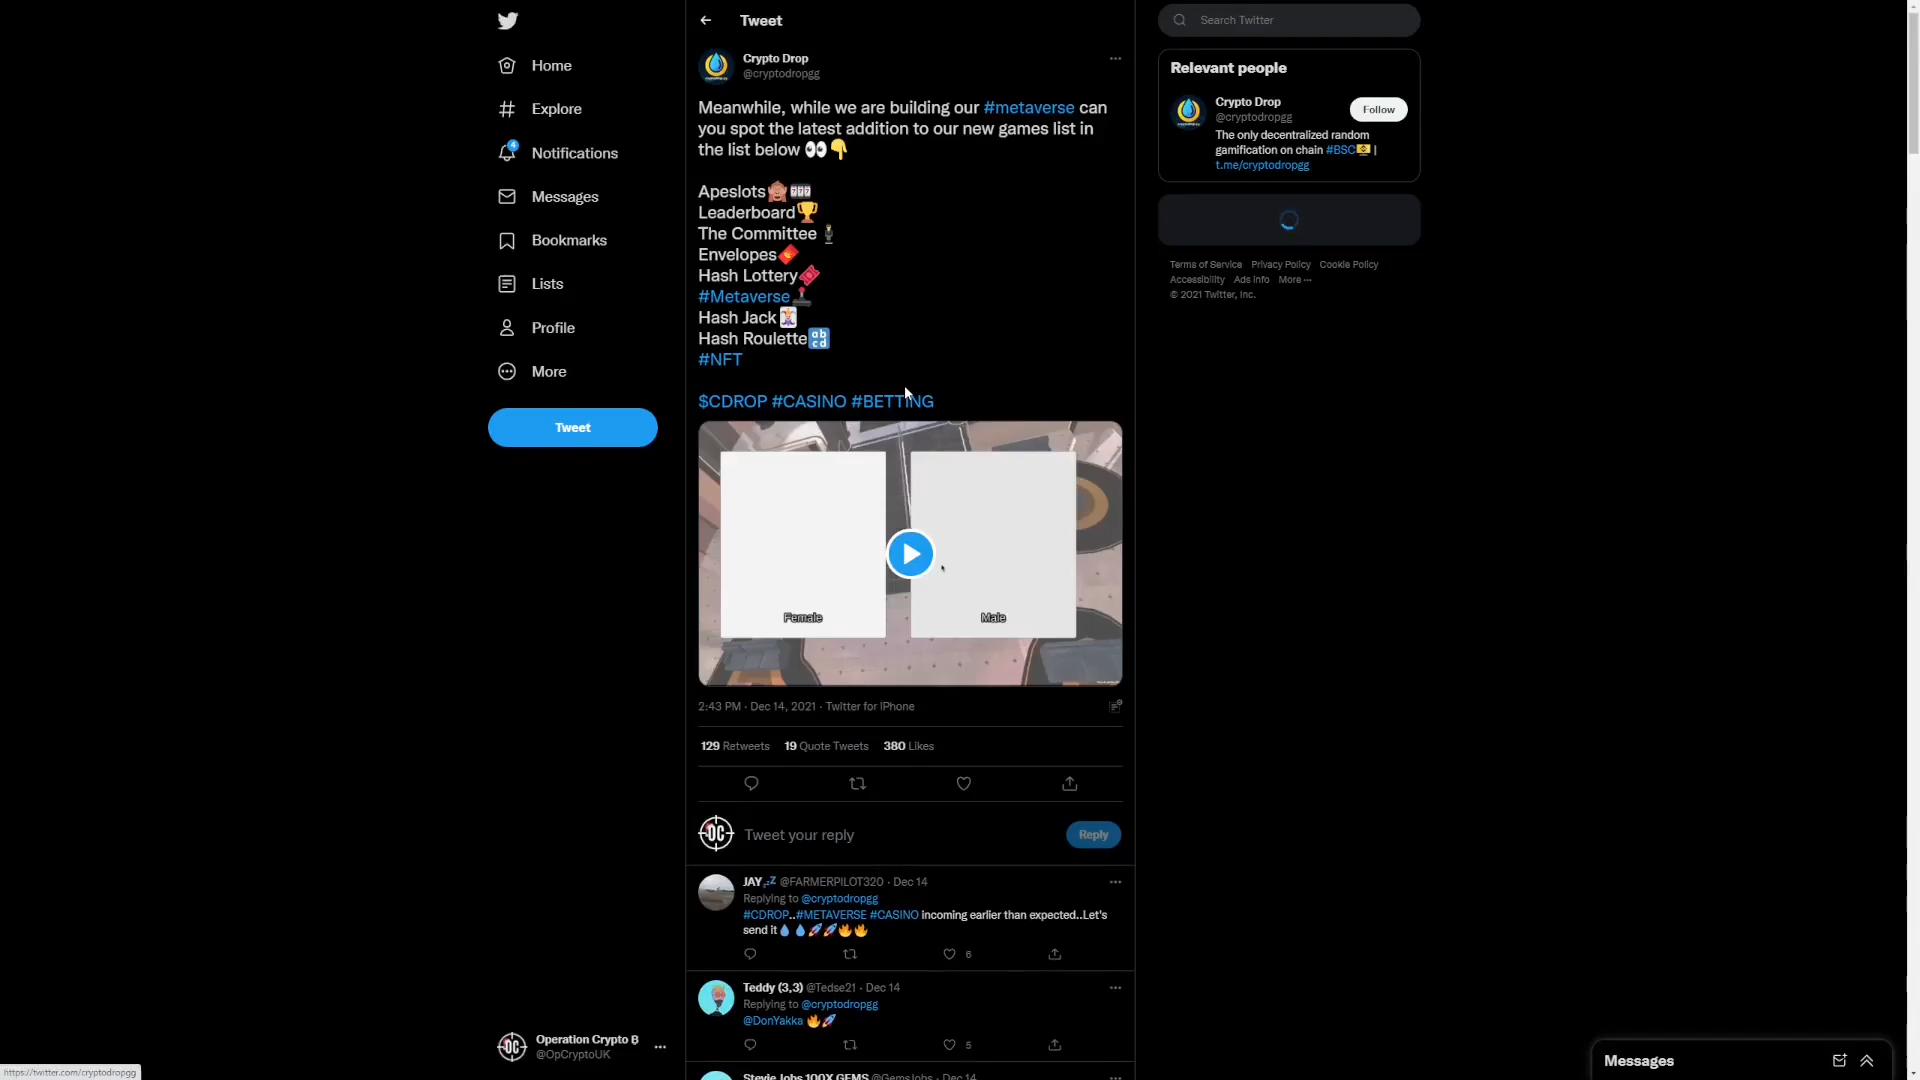 Tweet
Search Twitter
Home
Explore
4
Notifications
Messages
Bookmarks
Lists
Profile
More
Tweet
Crypto Drop
@cryptodropgg
Meanwhile, while we are building our #metaverse can
you spot the latest addition to our new games list in
the list below 👀👇
Apeslots🙈🎰
Leaderboard🏆
The Committee 🕴
Envelopes🧧
Hash Lottery🎟
#Metaverse🕹
Hash Jack🃏
Hash Roulette🔡
#NFT
$CDROP #CASINO #BETTING
Female
Male
2:43 PM · Dec 14, 2021 · Twitter for iPhone
129 Retweets 19 Quote Tweets 380 Likes
Tweet your reply
Reply
JAY💤 @FARMERPILOT320 · Dec 14
Replying to @cryptodropgg
#CDROP..#METAVERSE #CASINO incoming earlier than expected..Let's
send it💧💧🚀🚀🔥🔥
6
Teddy (3,3) @Tedse21 · Dec 14
Replying to @cryptodropgg
@DonYakka 🔥🚀
5
Stevie Jobs 100X GEMS @GemsJobs · Dec 14
Relevant people
Crypto Drop
@cryptodropgg
Follow
The only decentralized random
gamification on chain #BSC |
t.me/cryptodropgg
Terms of Service Privacy Policy Cookie Policy
Accessibility Ads info More ···
© 2021 Twitter, Inc.
OC
Operation Crypto ₿
@OpCryptoUK
https://twitter.com/cryptodropgg
Messages